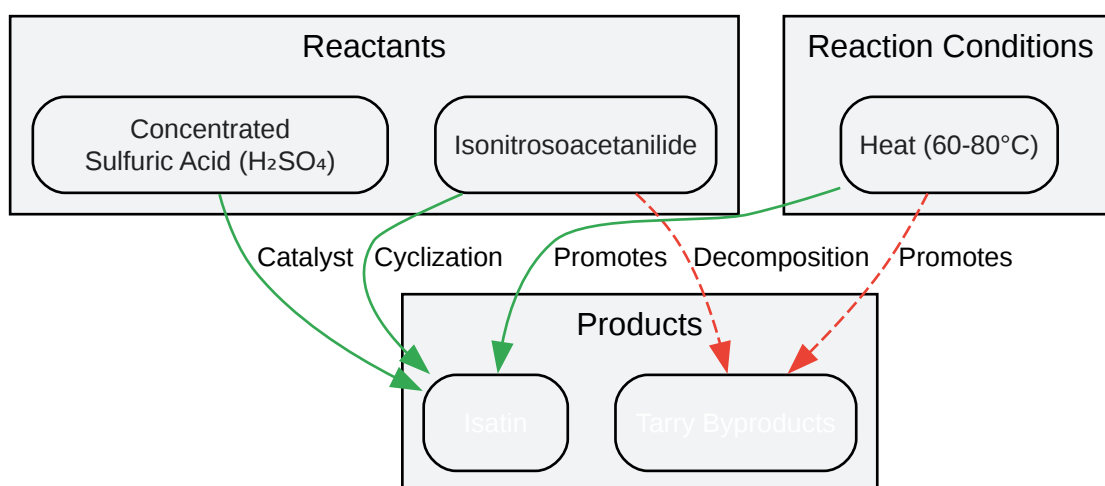 Reactants
Reaction Conditions
Concentrated
Sulfuric Acid (H₂SO₄)
Isonitrosoacetanilide
Heat (60-80°C)
Catalyst
Cyclization
Promotes
Decomposition
Promotes
Products
Isatin
Tarry Byproducts